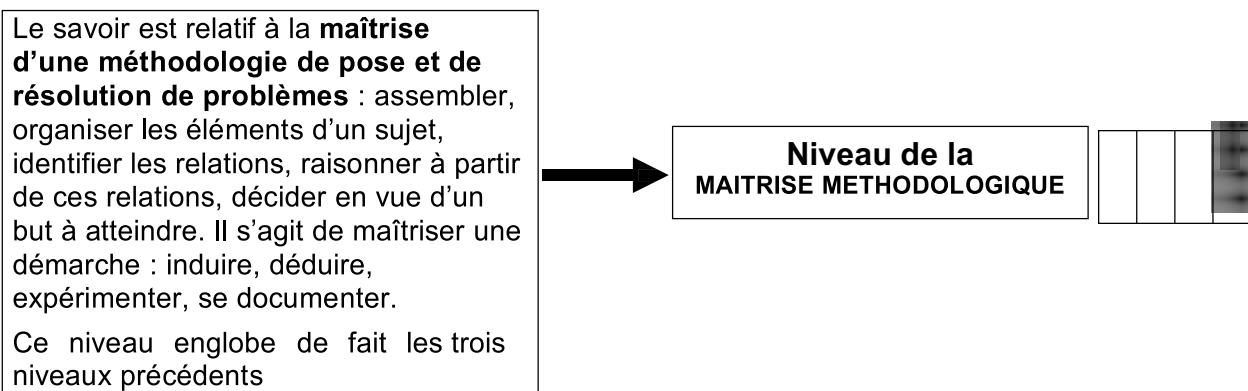 Le savoir est relatif à la maîtrise
d’une méthodologie de pose et de
résolution de problèmes : assembler,
organiser les éléments d’un sujet,
identifier les relations, raisonner à partir
de ces relations, décider en vue d’un
but à atteindre. Il s’agit de maîtriser une
démarche : induire, déduire,
expérimenter, se documenter.
Ce niveau englobe de fait les trois
niveaux précédents
Niveau de la
MAITRISE METHODOLOGIQUE